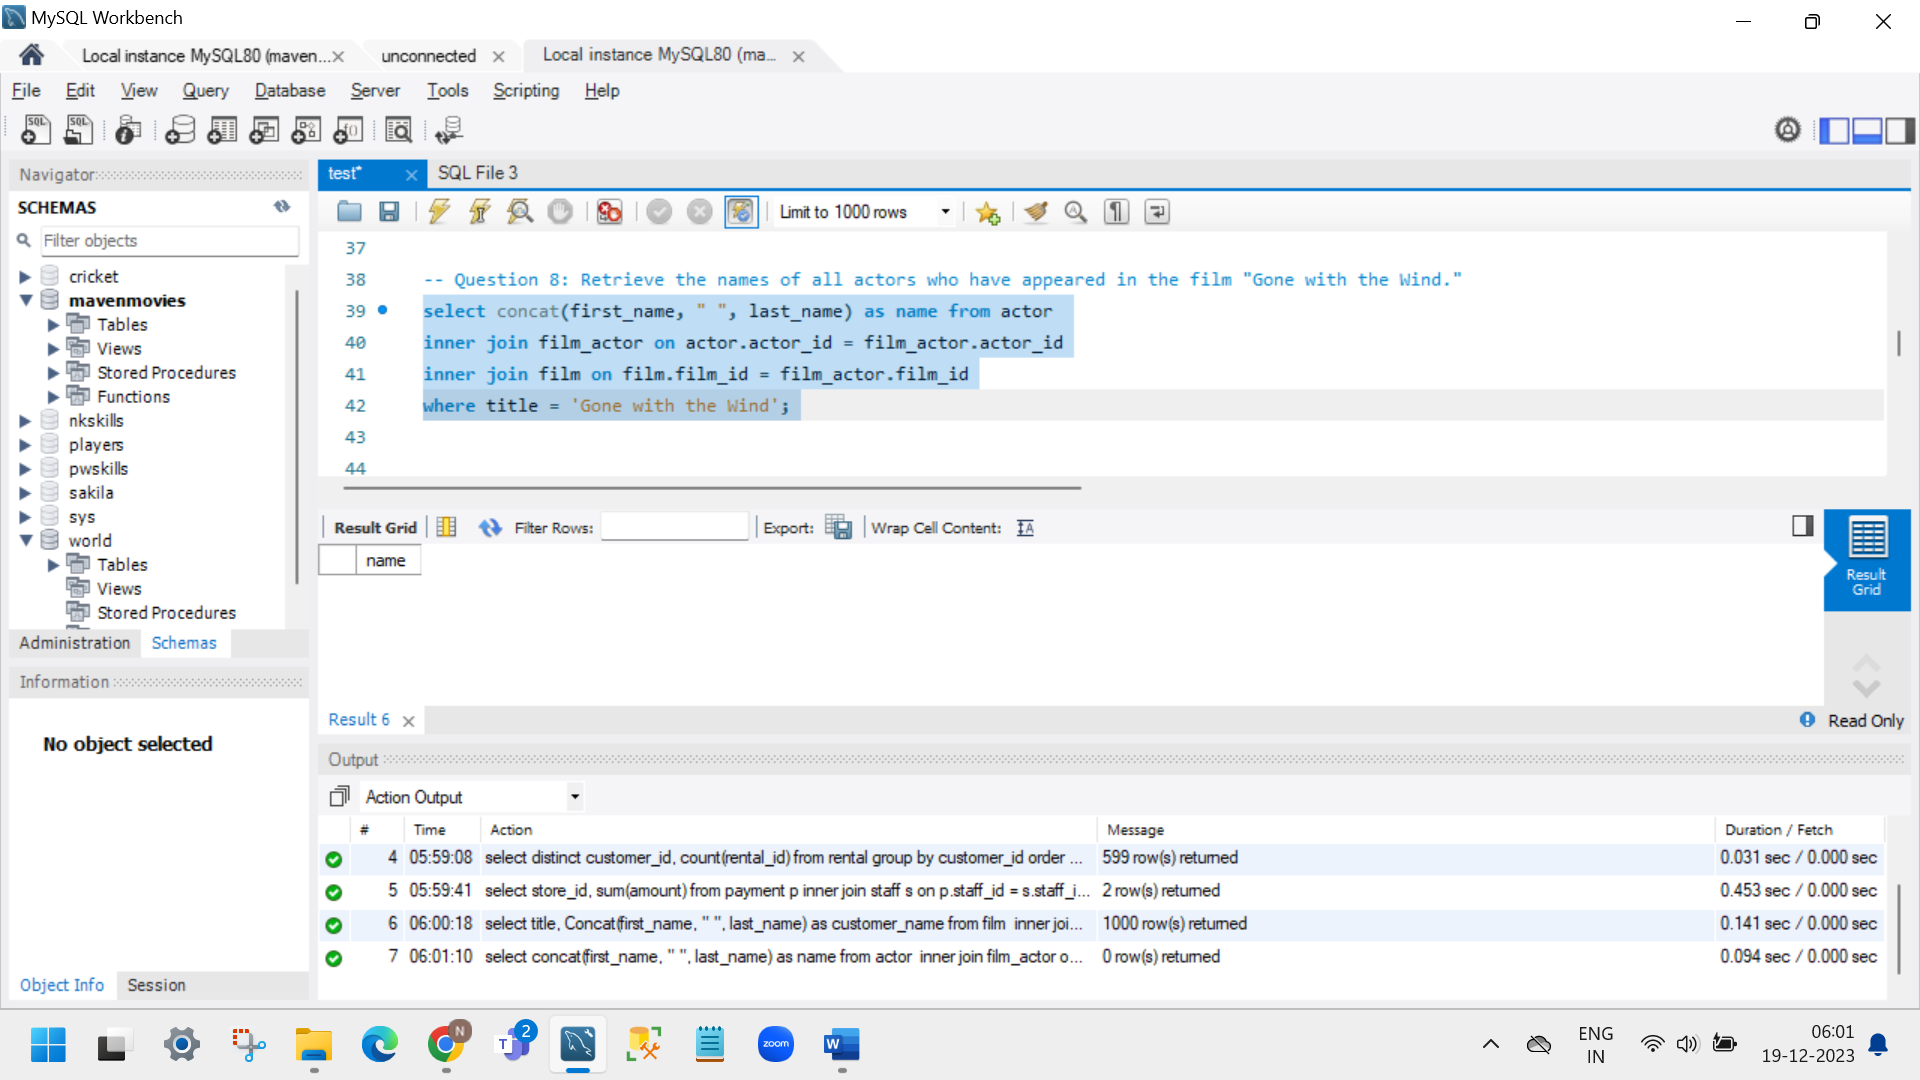 MySQL Workbench
Local instance MySQL80 (maven...
unconnected
Local instance MySQL80 (ma...
File Edit View Query Database Server Tools Scripting Help
Navigator
SCHEMAS
Filter objects
cricket
mavenmovies
Tables
Views
Stored Procedures
Functions
nkskills
players
pwskills
sakila
sys
world
Tables
Views
Stored Procedures
Administration Schemas
Information
No object selected
Object Info Session
test* SQL File 3
Limit to 1000 rows
37
38 -- Question 8: Retrieve the names of all actors who have appeared in the film "Gone with the Wind."
39 select concat(first_name, " ", last_name) as name from actor
40 inner join film_actor on actor.actor_id = film_actor.actor_id
41 inner join film on film.film_id = film_actor.film_id
42 where title = 'Gone with the Wind';
43
44
Result Grid Filter Rows: Export: Wrap Cell Content:
name
Result Grid
Result 6
Read Only
Output
Action Output
# Time Action Message Duration / Fetch
4 05:59:08 select distinct customer_id, count(rental_id) from rental group by customer_id order ... 599 row(s) returned 0.031 sec / 0.000 sec
5 05:59:41 select store_id, sum(amount) from payment p inner join staff s on p.staff_id = s.staff_i... 2 row(s) returned 0.453 sec / 0.000 sec
6 06:00:18 select title, Concat(first_name, " ", last_name) as customer_name from film inner joi... 1000 row(s) returned 0.141 sec / 0.000 sec
7 06:01:10 select concat(first_name, " ", last_name) as name from actor inner join film_actor o... 0 row(s) returned 0.094 sec / 0.000 sec
N
2
zoom
W
ENG
IN
06:01
19-12-2023